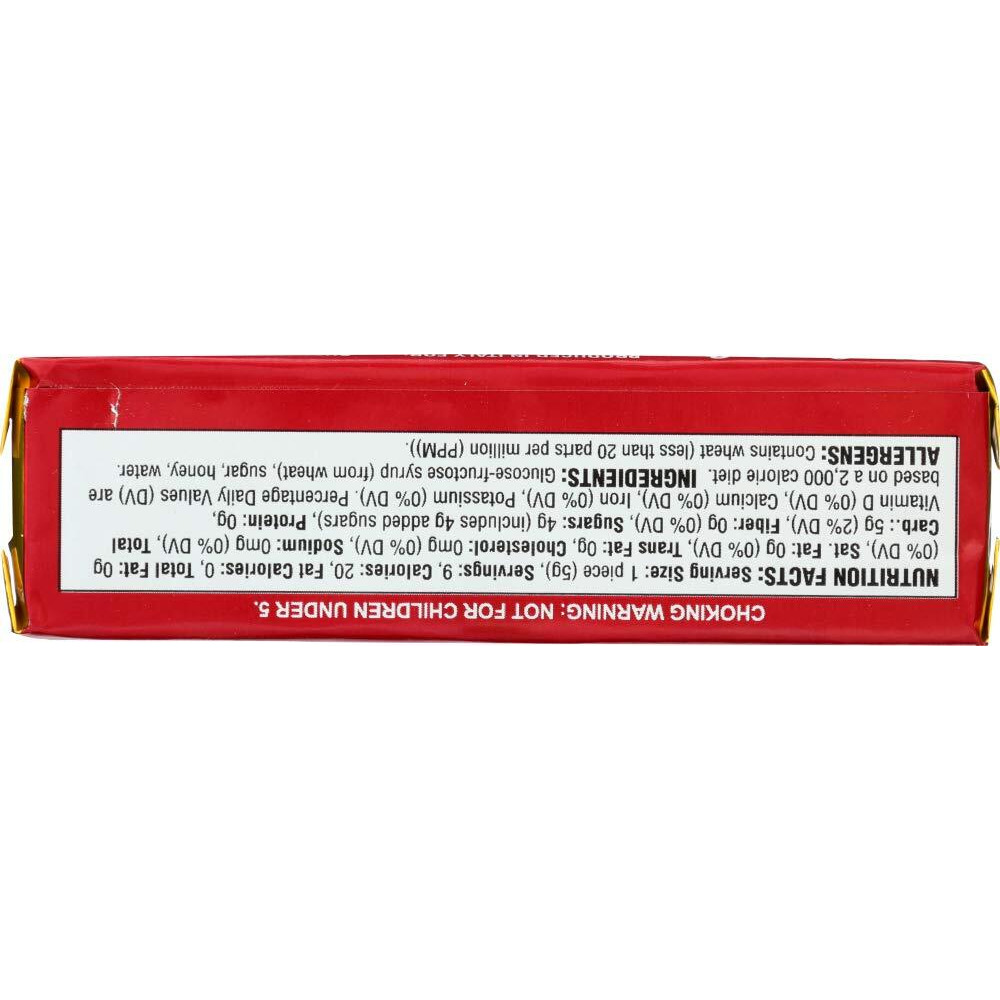 CHOKING WARNING: NOT FOR CHILDREN UNDER 5.
NUTRITION FACTS: Serving Size: 1 piece (5g), Servings: 9, Calories: 20, Fat Calories: 0, Total Fat: 0g
(0% DV), Sat. Fat: 0g (0% DV), Trans Fat: 0g, Cholesterol: 0mg (0% DV), Sodium: 0mg (0% DV), Total
Carb.: 5g (2% DV), Fiber: 0g (0% DV), Sugars: 4g (includes 4g added sugars), Protein: 0g,
Vitamin D (0% DV), Calcium (0% DV), Iron (0% DV), Potassium (0% DV). Percentage Daily Values (DV) are
based on a 2,000 calorie diet. INGREDIENTS: Glucose-fructose syrup (from wheat), sugar, honey, water.
ALLERGENS: Contains wheat (less than 20 parts per million (PPM)).
PRODUCED IN ITALY FOR: